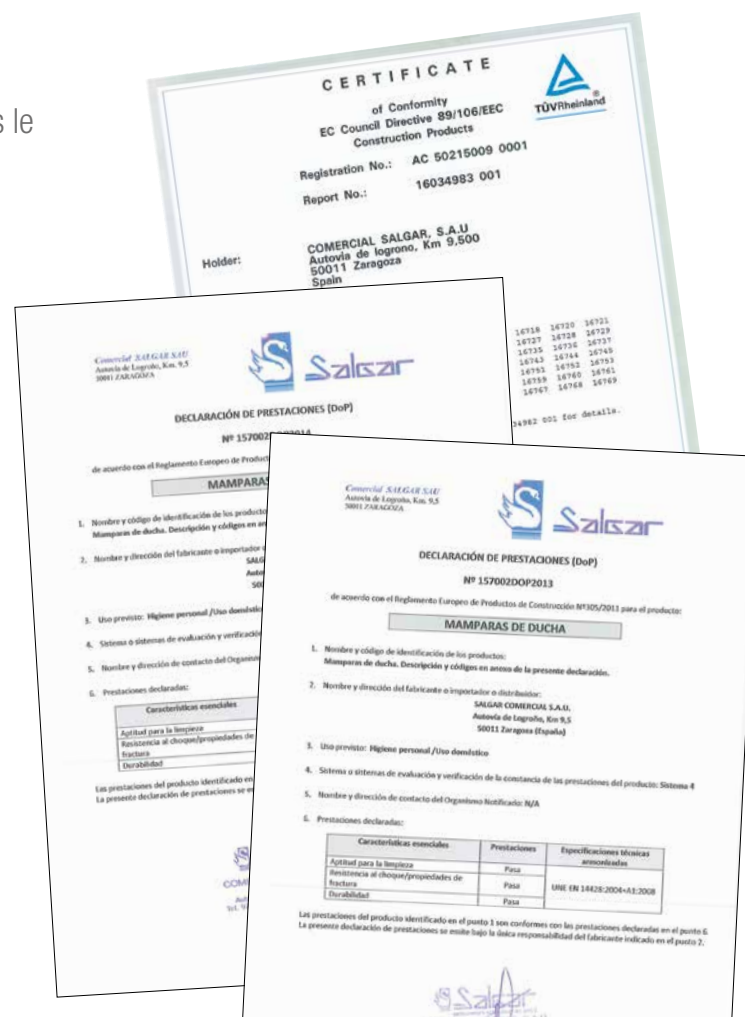 s le
CERTIFICATE
of Conformity
EC Council Directive 89/106/EEC
Construction Products
Registration No.: AC 50215009 0001
Report No.: 16034983 001
TÜVRheinland
®
Holder:
COMERCIAL SALGAR, S.A.U
Autovia de logrono, Km 9,500
50011 Zaragoza
Spain
16718 16720 16721
16727 16728 16729
16735 16736 16737
16743 16744 16745
16751 16752 16753
16759 16760 16761
16767 16768 16769
001 for details.
Comercial SALGAR SAU
Autovía de Logroño, Km. 9,5
50011 ZARAGOZA
Salgar
DECLARACIÓN DE PRESTACIONES (DoP)
Nº 157002
de acuerdo con el Reglamento Europeo de
MAMPARAS
1. Nombre y código de identificación de los
Mamparas de ducha. Descripción y códigos en
2. Nombre y dirección del fabricante o importador
3. Uso previsto: Higiene personal /Uso
4. Sistema o sistemas de evaluación y
5. Nombre y dirección de contacto del
6. Prestaciones declaradas:
Características esenciales
Aptitud para la limpieza
Resistencia al choque/propiedades de
fractura
Durabilidad
Las prestaciones del producto identificado en
La presente declaración de prestaciones se
Comercial SALGAR SAU
Autovía de Logroño, Km. 9,5
50011 ZARAGOZA
Salgar
DECLARACIÓN DE PRESTACIONES (DoP)
Nº 157002DOP2013
de acuerdo con el Reglamento Europeo de Productos de Construcción Nº305/2011 para el producto:
MAMPARAS DE DUCHA
1. Nombre y código de identificación de los productos:
Mamparas de ducha. Descripción y códigos en anexo de la presente declaración.
2. Nombre y dirección del fabricante o importador o distribuidor:
SALGAR COMERCIAL S.A.U.
Autovía de Logroño, Km 9,5
50011 Zaragoza (España)
3. Uso previsto: Higiene personal /Uso doméstico
4. Sistema o sistemas de evaluación y verificación de la constancia de las prestaciones del producto: Sistema 4
5. Nombre y dirección de contacto del Organismo Notificado: N/A
6. Prestaciones declaradas:
Características esenciales Prestaciones Especificaciones técnicas
armonizadas
Aptitud para la limpieza Pasa
Resistencia al choque/propiedades de
fractura Pasa UNE EN 14428:2004+A1:2008
Durabilidad Pasa
Las prestaciones del producto identificado en el punto 1 son conformes con las prestaciones declaradas en el punto 6.
La presente declaración de prestaciones se emite bajo la única responsabilidad del fabricante indicado en el punto 2.
Salgar